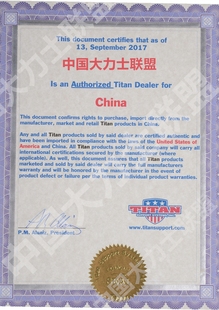 This document certifies that as of
13, September 2017
中国大力士联盟
Is an Authorized Titan Dealer for
China
This document confirms rights to purchase, import directly from the
manufacturer, market and retail Titan products in China.
Any and all Titan products sold by said dealer are certified authentic and
have been imported in compliance with the laws of the United States of
America and China. All Titan products sold by said company carry all
international certifications secured by the manufacturer (where
applicable). As well, this document ensures that all Titan products
marketed and sold by said dealer will carry the full manufacturers
warranty and will be honored by the manufacturer in the event of
product defect or failure per the terms of individual product warranties.
P.M. President
TITAN
www.titansupport.com